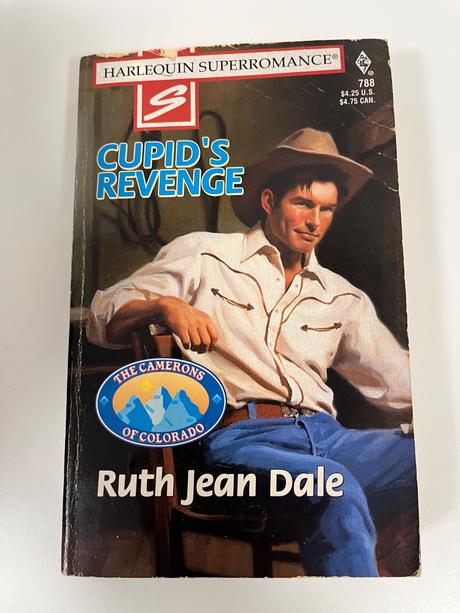 HARLEQUIN SUPERROMANCE®
788
$4.25 U.S.
$4.75 CAN.
S
CUPID'S
REVENGE
THE CAMERONS
OF COLORADO
Ruth Jean Dale